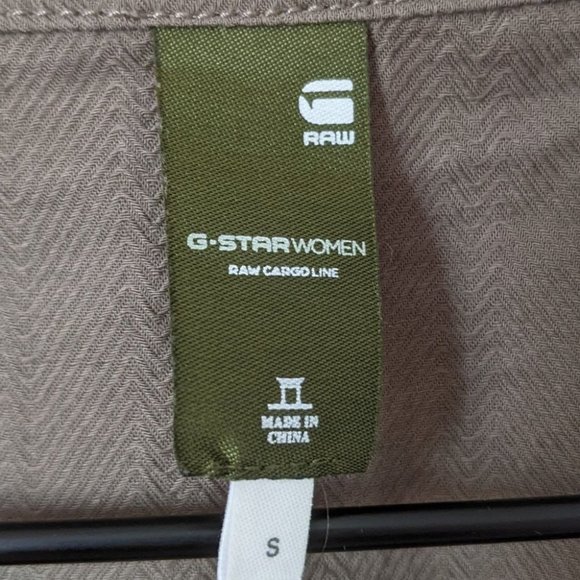 RAW
G-STAR WOMEN
RAW CARGO LINE
MADE IN
CHINA
S